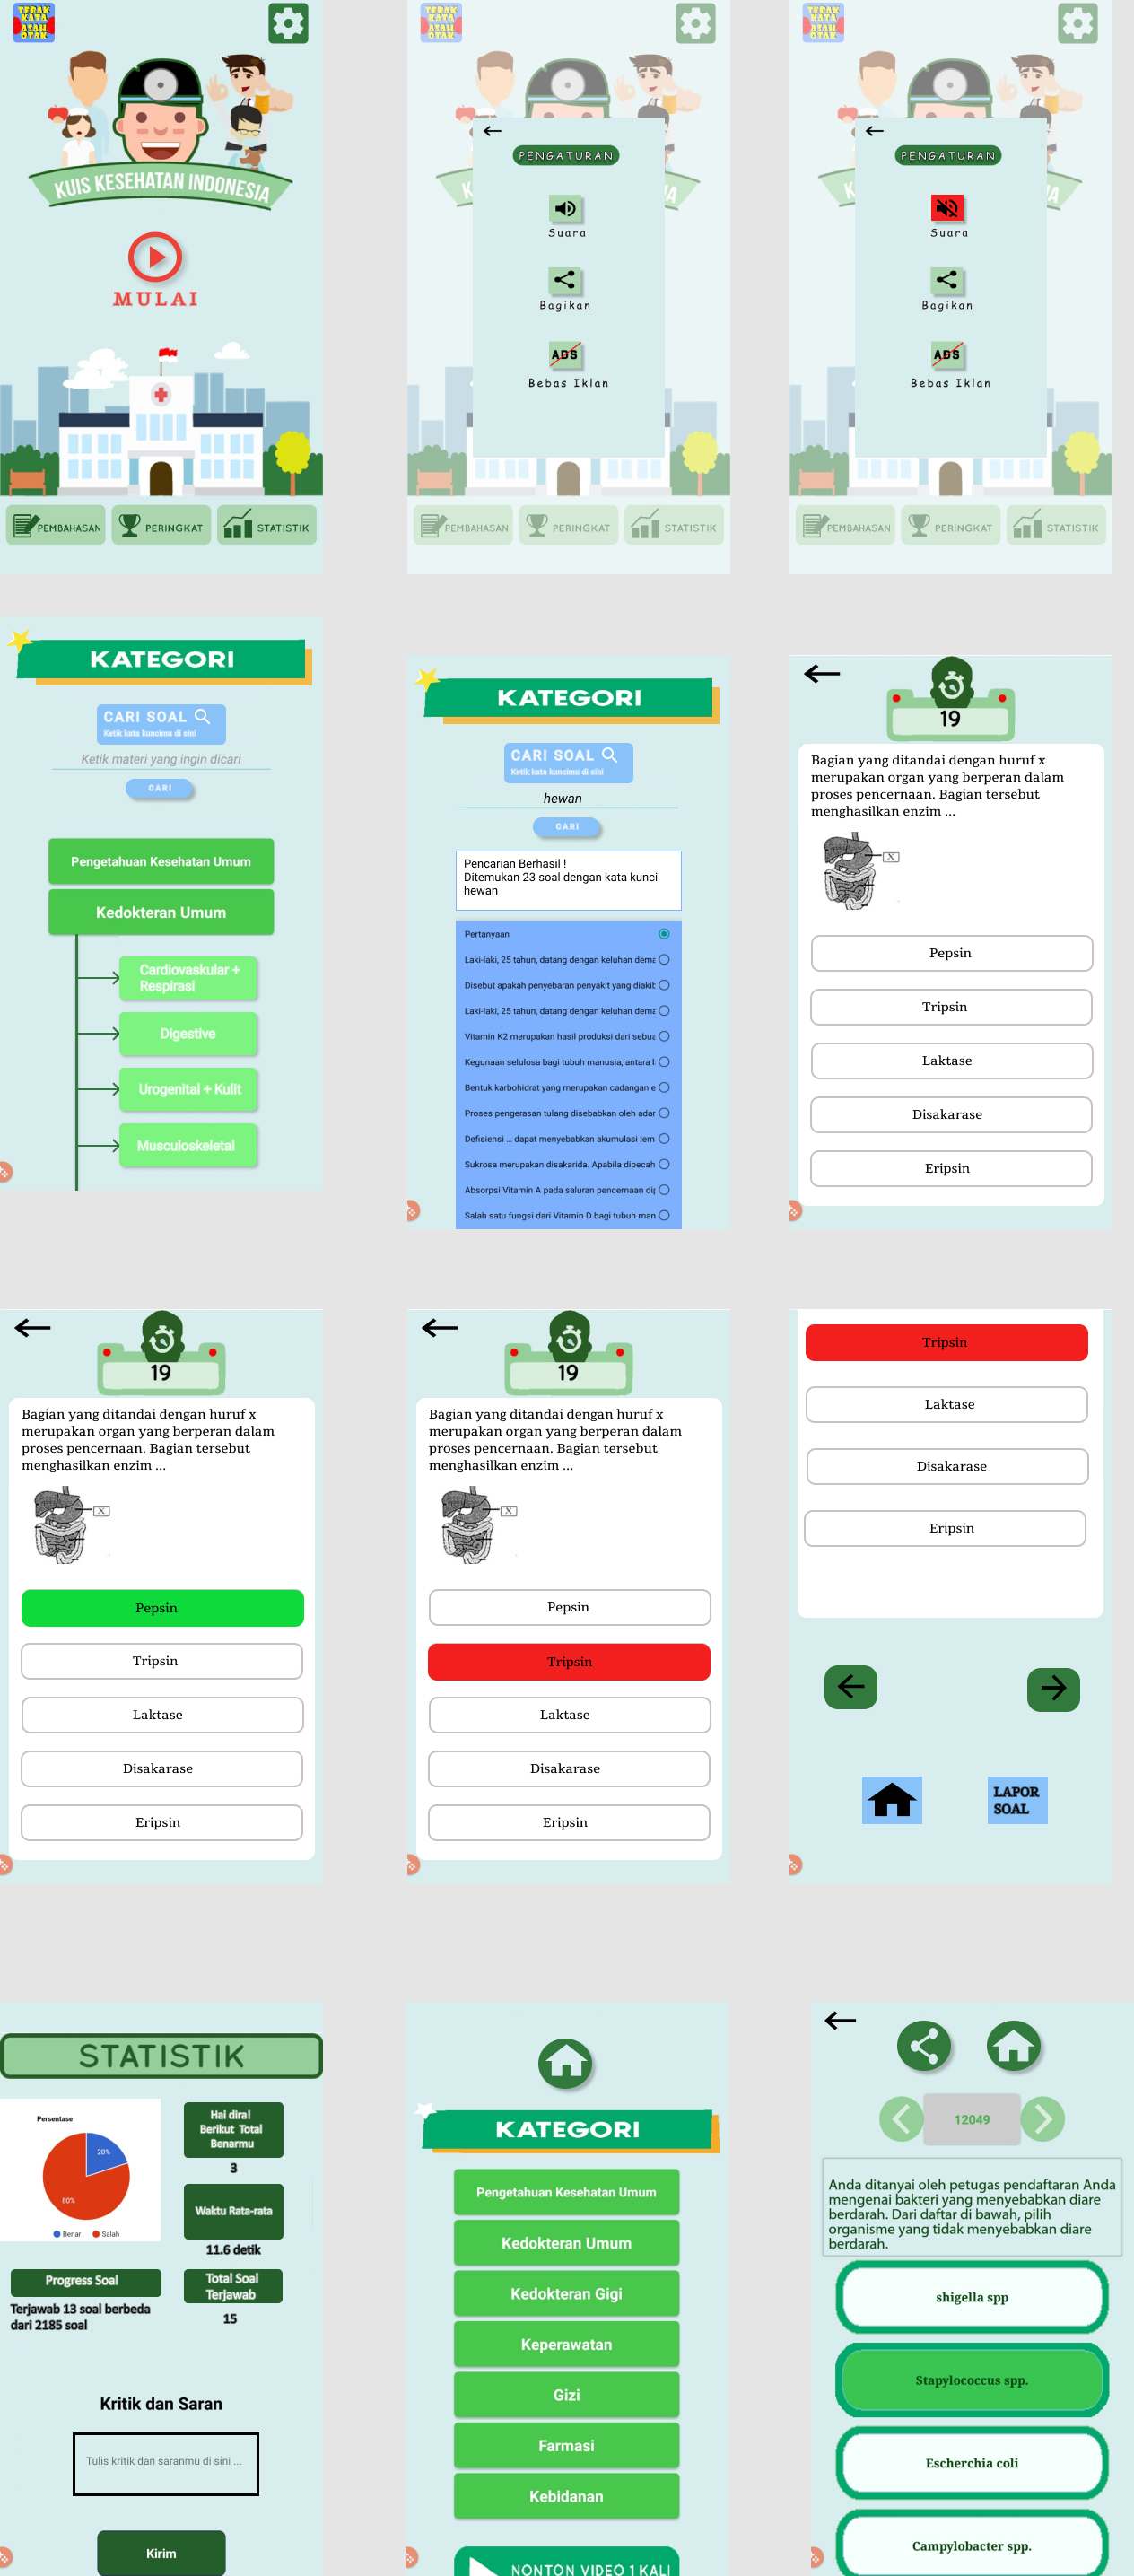 TEBAK
KATA
ASAH
OTAK
KUIS KESEHATAN INDONESIA
MULAI
PEMBAHASAN
PERINGKAT
STATISTIK
TEBAK
KATA
ASAH
OTAK
PENGATURAN
Suara
Bagikan
ADS
Bebas Iklan
PEMBAHASAN
PERINGKAT
STATISTIK
TEBAK
KATA
ASAH
OTAK
PENGATURAN
Suara
Bagikan
ADS
Bebas Iklan
PEMBAHASAN
PERINGKAT
STATISTIK
KATEGORI
CARI SOAL
Ketik kata kuncimu di sini
Ketik materi yang ingin dicari
CARI
Pengetahuan Kesehatan Umum
Kedokteran Umum
Cardiovaskular +
Respirasi
Digestive
Urogenital + Kulit
Musculoskeletal
KATEGORI
CARI SOAL
Ketik kata kuncimu di sini
hewan
CARI
Pencarian Berhasil !
Ditemukan 23 soal dengan kata kunci
hewan
Pertanyaan
Laki-laki, 25 tahun, datang dengan keluhan dema
Disebut apakah penyebaran penyakit yang diakit
Laki-laki, 25 tahun, datang dengan keluhan dema
Vitamin K2 merupakan hasil produksi dari sebua
Kegunaan selulosa bagi tubuh manusia, antara l
Bentuk karbohidrat yang merupakan cadangan e
Proses pengerasan tulang disebabkan oleh adar
Defisiensi ... dapat menyebabkan akumulasi lem
Sukrosa merupakan disakarida. Apabila dipecah
Absorpsi Vitamin A pada saluran pencernaan dip
Salah satu fungsi dari Vitamin D bagi tubuh man
19
Bagian yang ditandai dengan huruf x
merupakan organ yang berperan dalam
proses pencernaan. Bagian tersebut
menghasilkan enzim ...
X
Pepsin
Tripsin
Laktase
Disakarase
Eripsin
19
Bagian yang ditandai dengan huruf x
merupakan organ yang berperan dalam
proses pencernaan. Bagian tersebut
menghasilkan enzim ...
X
Pepsin
Tripsin
Laktase
Disakarase
Eripsin
19
Bagian yang ditandai dengan huruf x
merupakan organ yang berperan dalam
proses pencernaan. Bagian tersebut
menghasilkan enzim ...
X
Pepsin
Tripsin
Laktase
Disakarase
Eripsin
Tripsin
Laktase
Disakarase
Eripsin
LAPOR
SOAL
STATISTIK
Persentase
20%
80%
Benar
Salah
Hai dira!
Berikut Total
Benarmu
3
Waktu Rata-rata
11.6 detik
Progress Soal
Terjawab 13 soal berbeda
dari 2185 soal
Total Soal
Terjawab
15
Kritik dan Saran
Tulis kritik dan saranmu di sini ...
Kirim
KATEGORI
Pengetahuan Kesehatan Umum
Kedokteran Umum
Kedokteran Gigi
Keperawatan
Gizi
Farmasi
Kebidanan
NONTON VIDEO 1 KALI
12049
Anda ditanyai oleh petugas pendaftaran Anda
mengenai bakteri yang menyebabkan diare
berdarah. Dari daftar di bawah, pilih
organisme yang tidak menyebabkan diare
berdarah.
shigella spp
Stapylococcus spp.
Escherchia coli
Campylobacter spp.